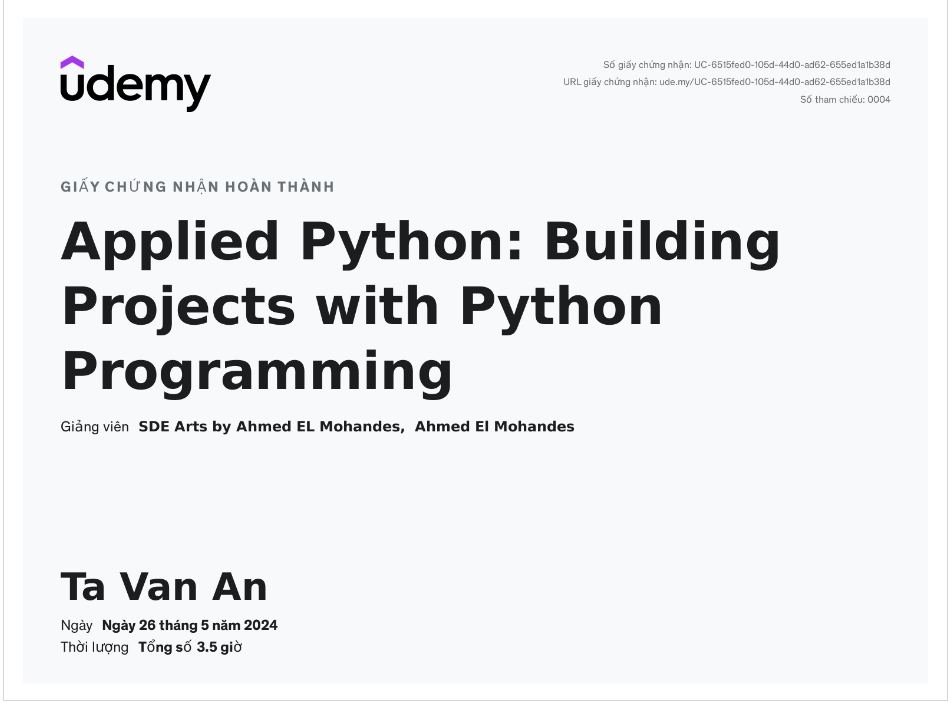 udemy
Số giấy chứng nhận: UC-6515fed0-105d-44d0-ad62-655ed1a1b38d
URL giấy chứng nhận: ude.my/UC-6515fed0-105d-44d0-ad62-655ed1a1b38d
Số tham chiếu: 0004
GIẤY CHỨNG NHẬN HOÀN THÀNH
Applied Python: Building
Projects with Python
Programming
Giảng viên SDE Arts by Ahmed EL Mohandes, Ahmed El Mohandes
Ta Van An
Ngày Ngày 26 tháng 5 năm 2024
Thời lượng Tổng số 3.5 giờ